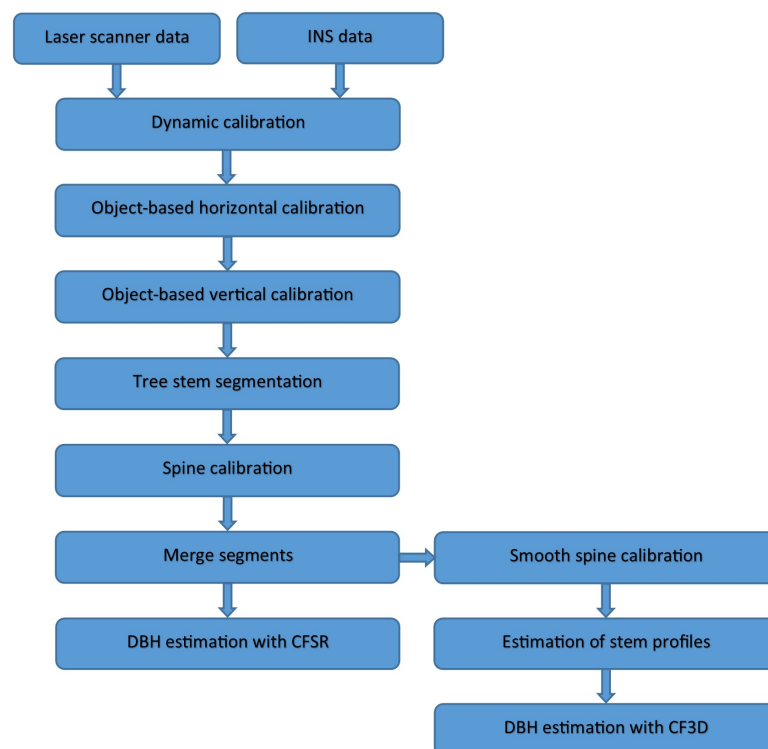 Laser scanner data
INS data
Dynamic calibration
Object-based horizontal calibration
Object-based vertical calibration
Tree stem segmentation
Spine calibration
Merge segments
Smooth spine calibration
DBH estimation with CFSR
Estimation of stem profiles
DBH estimation with CF3D